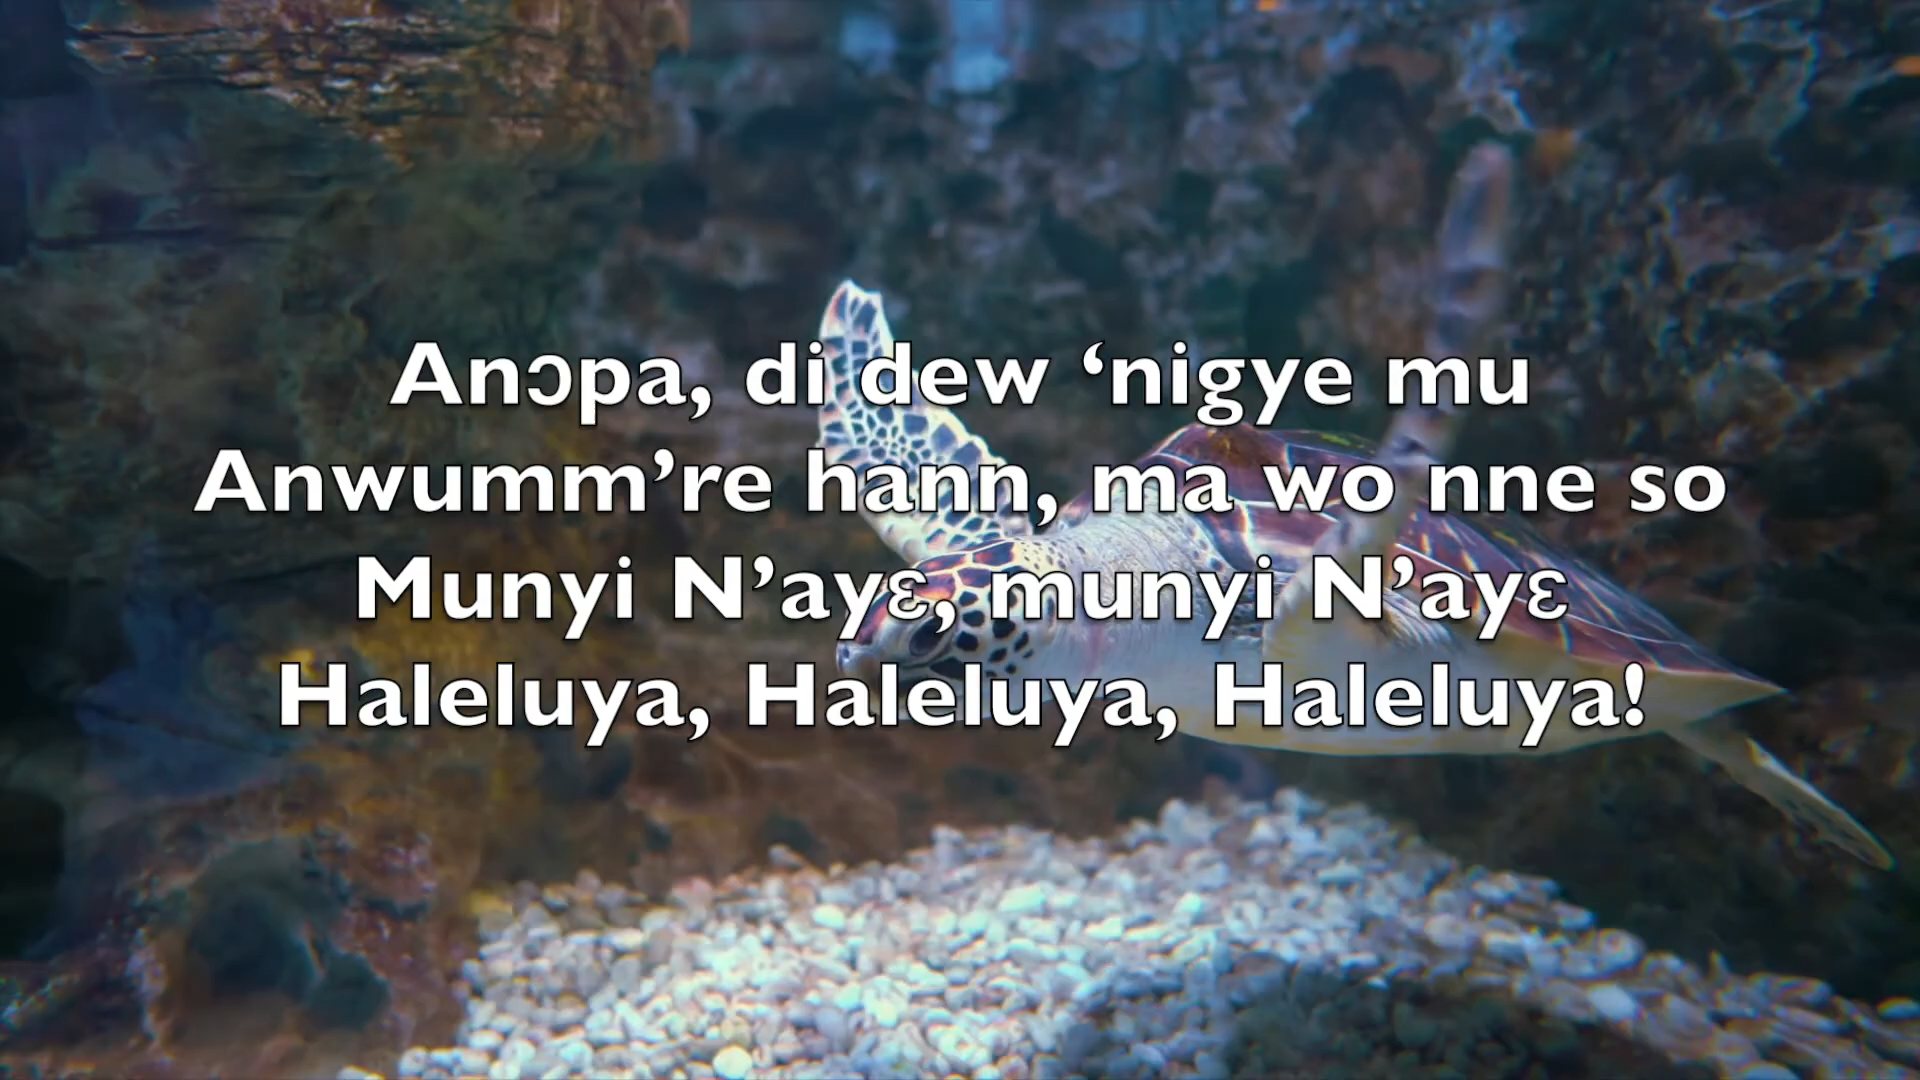 Anɔpa, di dew ‘nigye mu
Anwumm’re hann, ma wo nne so
Munyi N’ayɛ, munyi N’ayɛ
Haleluya, Haleluya, Haleluya!